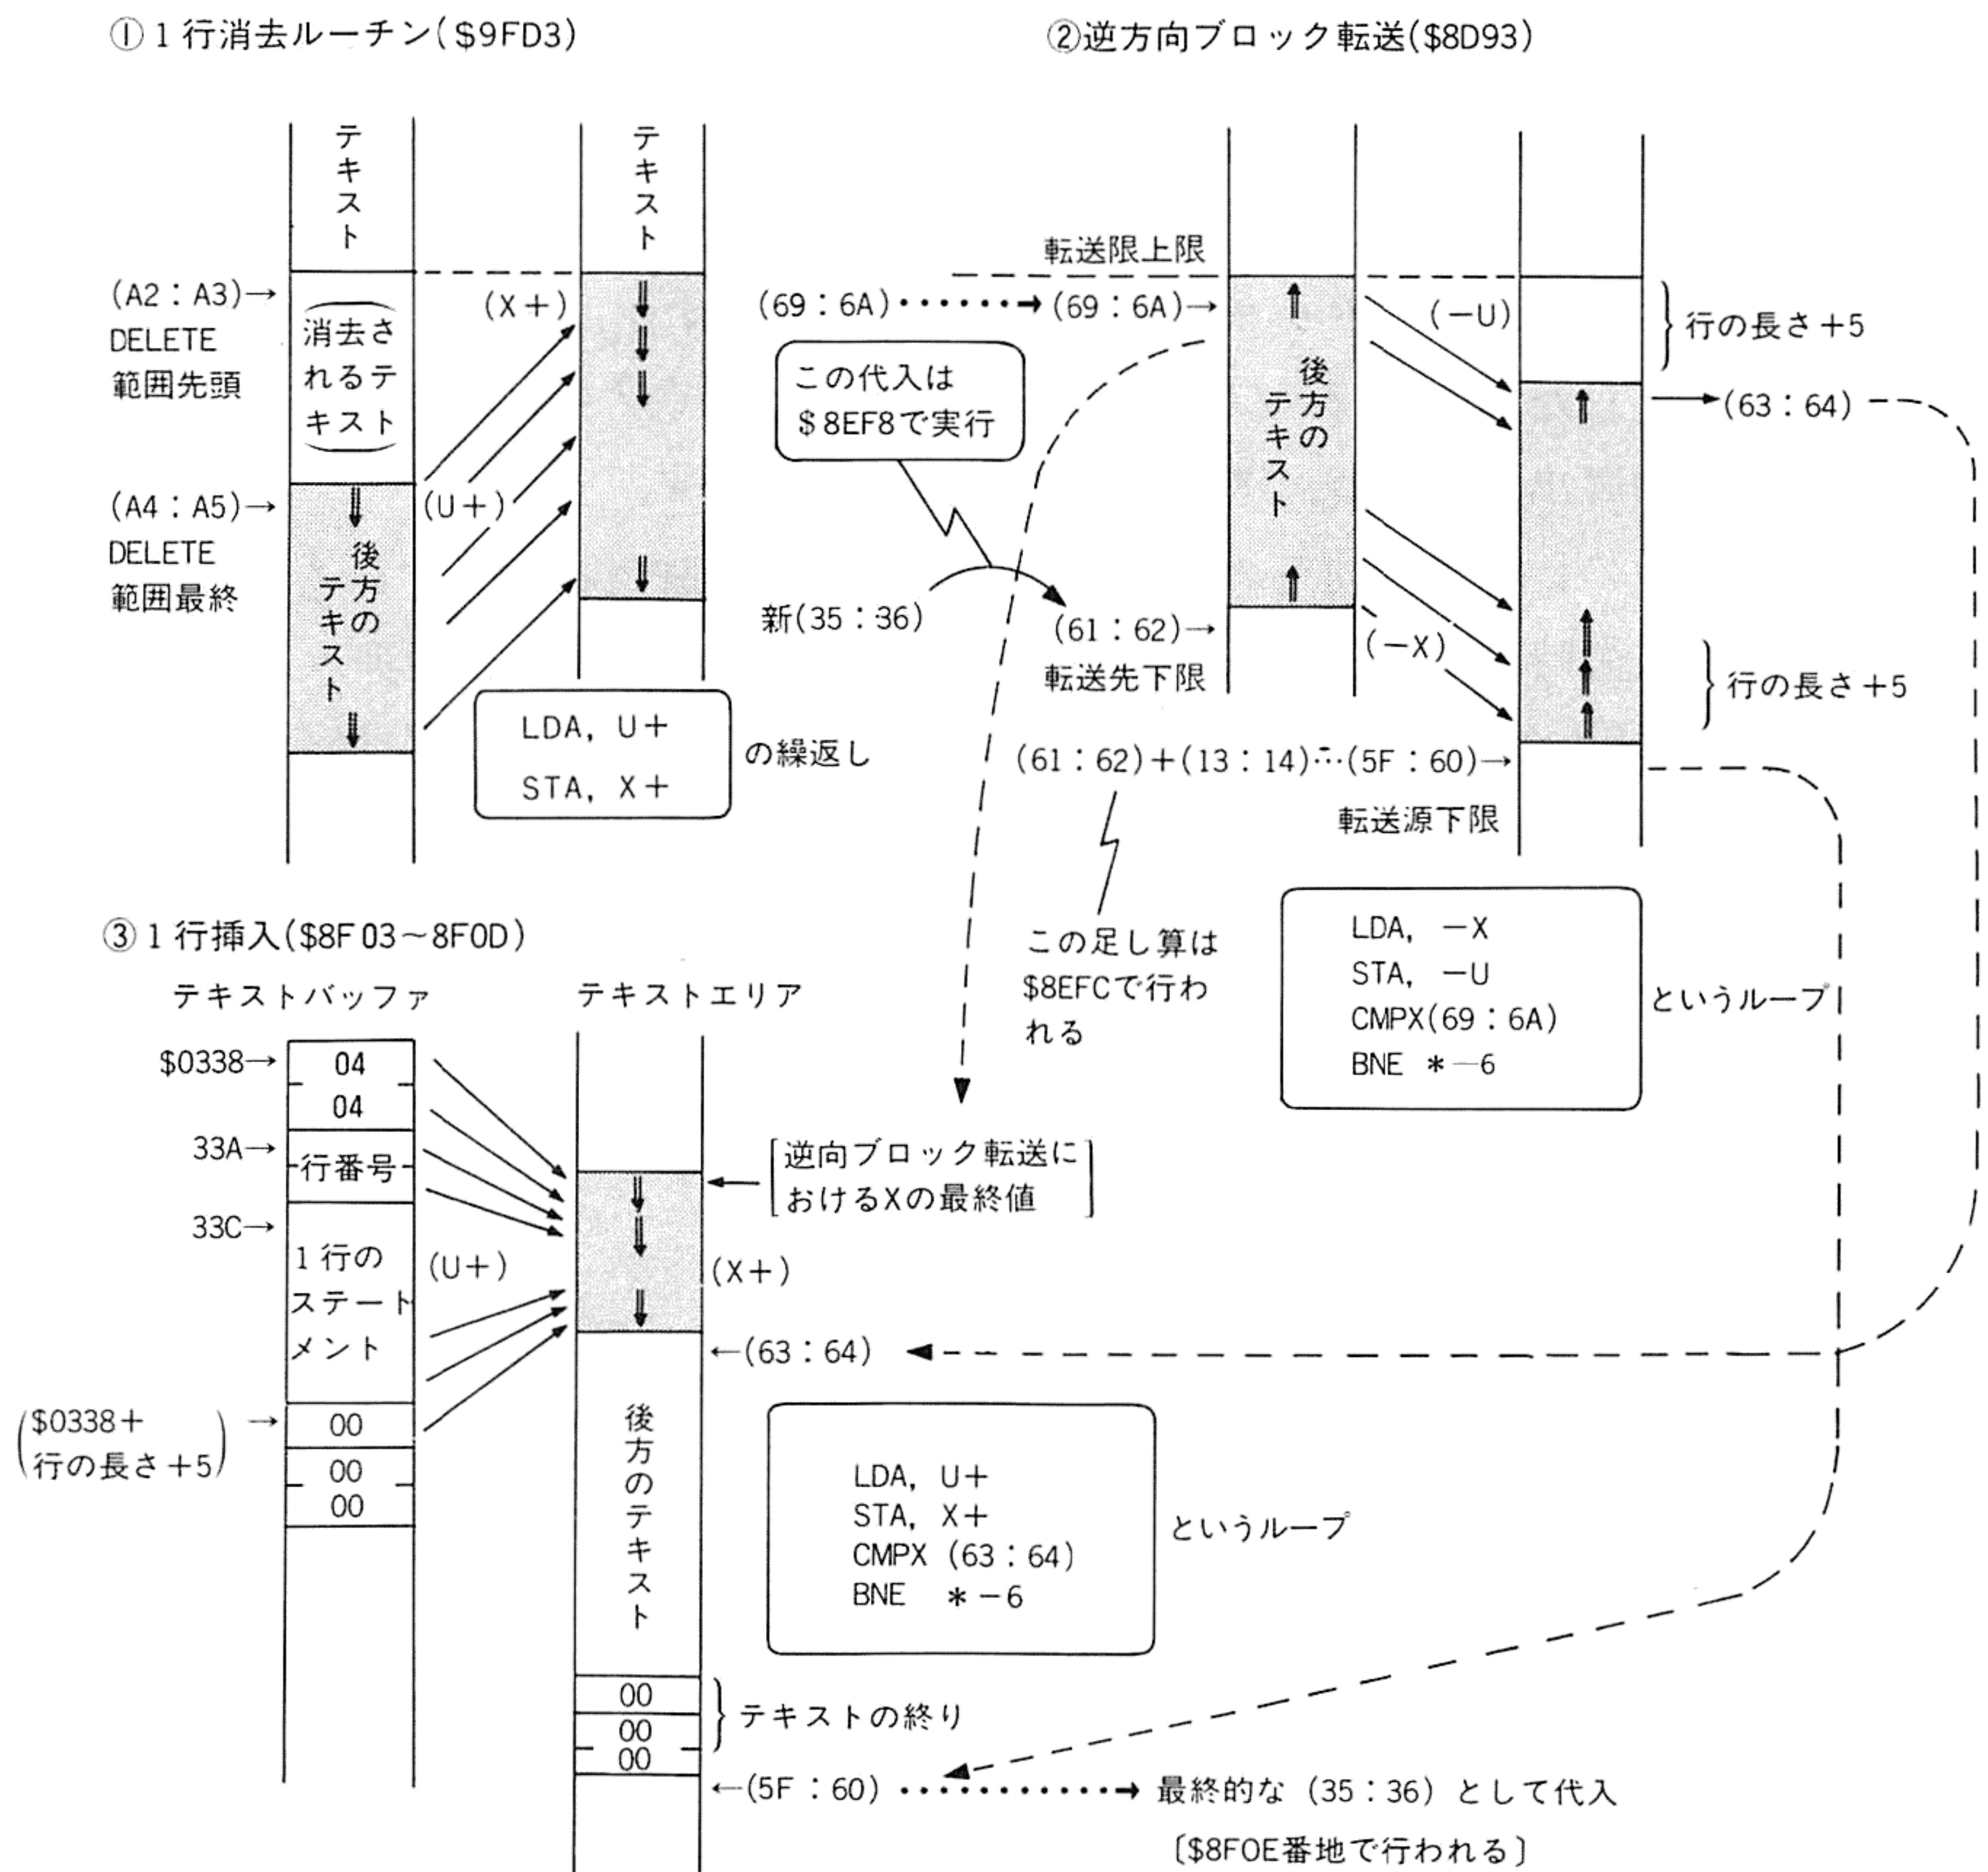 ①1行消去ルーチン($9FD3)
テキスト
テキスト
(A2：A3)→
DELETE
範囲先頭
消去さ
れるテ
キスト
(X＋)
(A4：A5)→
DELETE
範囲最終
(U＋)
後方の
テキスト
LDA, U＋
STA, X＋
の繰返し
②逆方向ブロック転送($8D93)
転送限上限
(69：6A)
(69：6A)→
この代入は
$8EF8で実行
後方の
テキスト
(－U)
行の長さ＋5
(63：64)
新(35：36)
(61：62)→
転送先下限
(－X)
行の長さ＋5
(61：62)＋(13：14)…(5F：60)→
転送源下限
この足し算は
$8EFCで行わ
れる
LDA, －X
STA, －U
CMPX(69：6A)
BNE ＊－6
というループ
③1行挿入($8F03~8F0D)
テキストバッファ
テキストエリア
$0338→
04
04
33A→
行番号
33C→
1行の
ステート
メント
(U＋)
(X＋)
逆向ブロック転送に
おけるXの最終値
←(63：64)
($0338＋
行の長さ＋5)
→
00
00
00
後方のテキスト
LDA, U＋
STA, X＋
CMPX (63：64)
BNE ＊－6
というループ
00
00
00
テキストの終り
←(5F：60)
最終的な (35：36) として代入
〔$8F0E番地で行われる〕